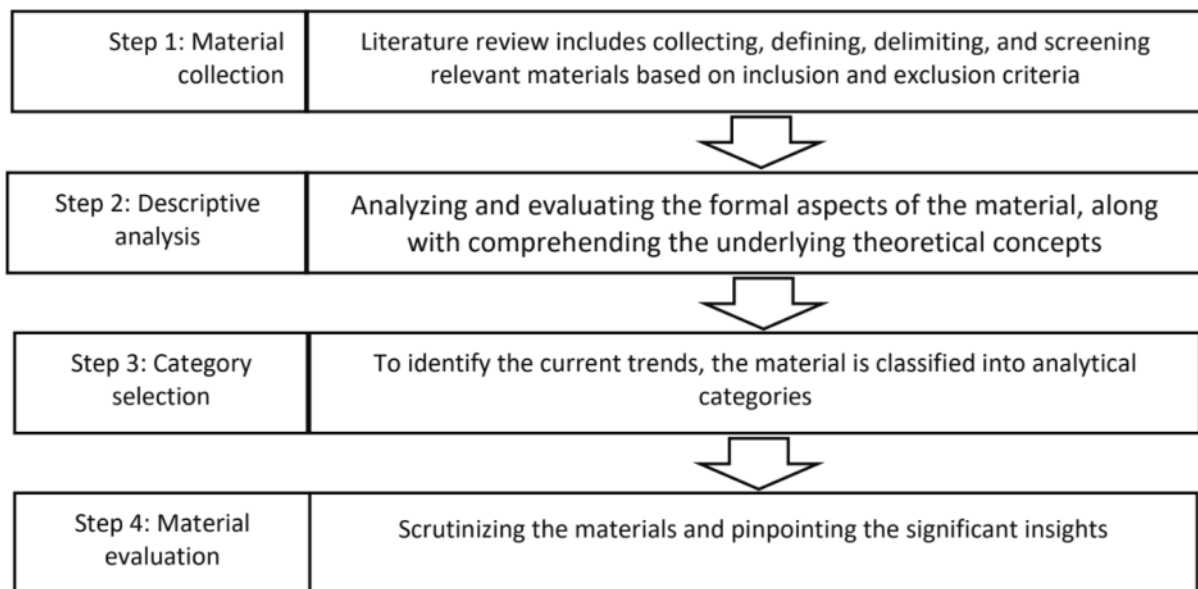 Step 1: Material
collection
Literature review includes collecting, defining, delimiting, and screening
relevant materials based on inclusion and exclusion criteria
Step 2: Descriptive
analysis
Analyzing and evaluating the formal aspects of the material, along
with comprehending the underlying theoretical concepts
Step 3: Category
selection
To identify the current trends, the material is classified into analytical
categories
Step 4: Material
evaluation
Scrutinizing the materials and pinpointing the significant insights